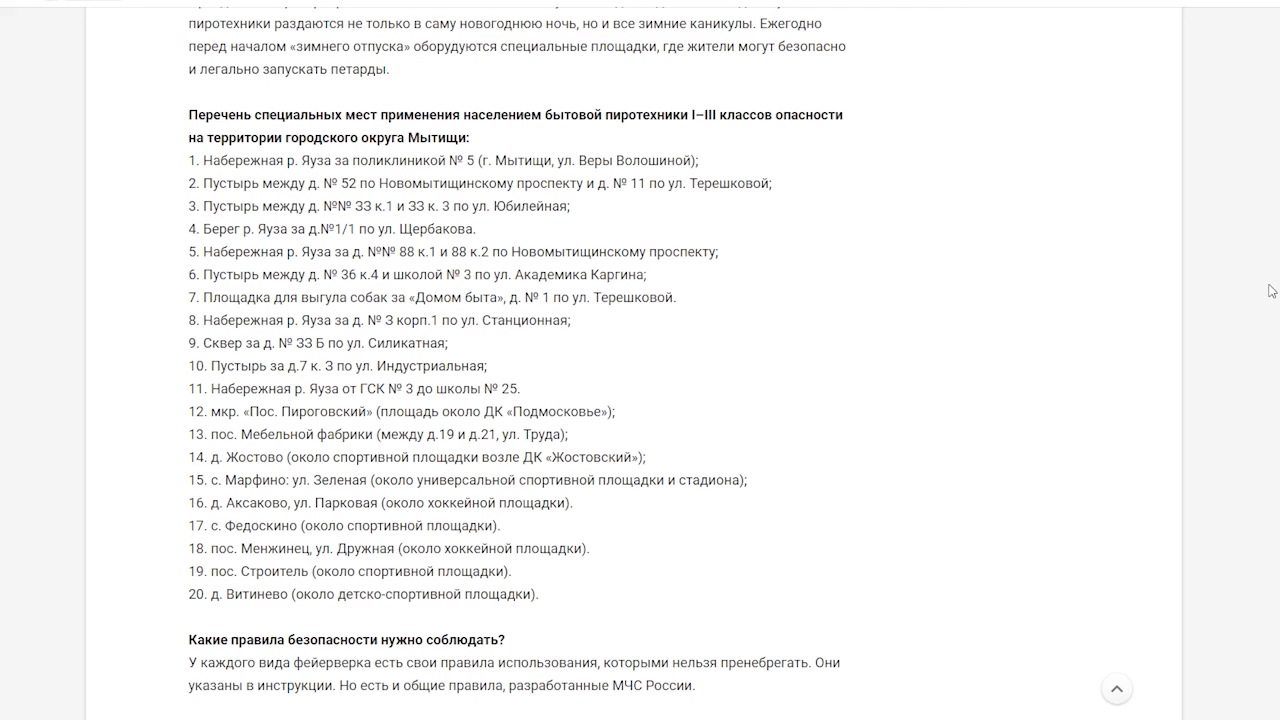 пиротехники раздаются не только в саму новогоднюю ночь, но и все зимние каникулы. Ежегодно
перед началом «зимнего отпуска» оборудуются специальные площадки, где жители могут безопасно
и легально запускать петарды.
Перечень специальных мест применения населением бытовой пиротехники I–III классов опасности
на территории городского округа Мытищи:
1. Набережная р. Яуза за поликлиникой № 5 (г. Мытищи, ул. Веры Волошиной);
2. Пустырь между д. № 52 по Новомытищинскому проспекту и д. № 11 по ул. Терешковой;
3. Пустырь между д. №№ 33 к.1 и 33 к. 3 по ул. Юбилейная;
4. Берег р. Яуза за д.№1/1 по ул. Щербакова.
5. Набережная р. Яуза за д. №№ 88 к.1 и 88 к.2 по Новомытищинскому проспекту;
6. Пустырь между д. № 36 к.4 и школой № 3 по ул. Академика Каргина;
7. Площадка для выгула собак за «Домом быта», д. № 1 по ул. Терешковой.
8. Набережная р. Яуза за д. № 3 корп.1 по ул. Станционная;
9. Сквер за д. № 33 Б по ул. Силикатная;
10. Пустырь за д.7 к. 3 по ул. Индустриальная;
11. Набережная р. Яуза от ГСК № 3 до школы № 25.
12. мкр. «Пос. Пироговский» (площадь около ДК «Подмосковье»);
13. пос. Мебельной фабрики (между д.19 и д.21, ул. Труда);
14. д. Жостово (около спортивной площадки возле ДК «Жостовский»);
15. с. Марфино: ул. Зеленая (около универсальной спортивной площадки и стадиона);
16. д. Аксаково, ул. Парковая (около хоккейной площадки).
17. с. Федоскино (около спортивной площадки).
18. пос. Менжинец, ул. Дружная (около хоккейной площадки).
19. пос. Строитель (около спортивной площадки).
20. д. Витинево (около детско-спортивной площадки).
Какие правила безопасности нужно соблюдать?
У каждого вида фейерверка есть свои правила использования, которыми нельзя пренебрегать. Они
указаны в инструкции. Но есть и общие правила, разработанные МЧС России.